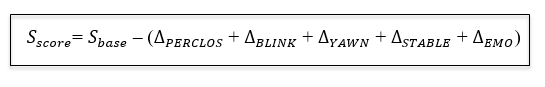 S_score = S_base − (Δ_PERCLOS + Δ_BLINK + Δ_YAWN + Δ_STABLE + Δ_EMO)